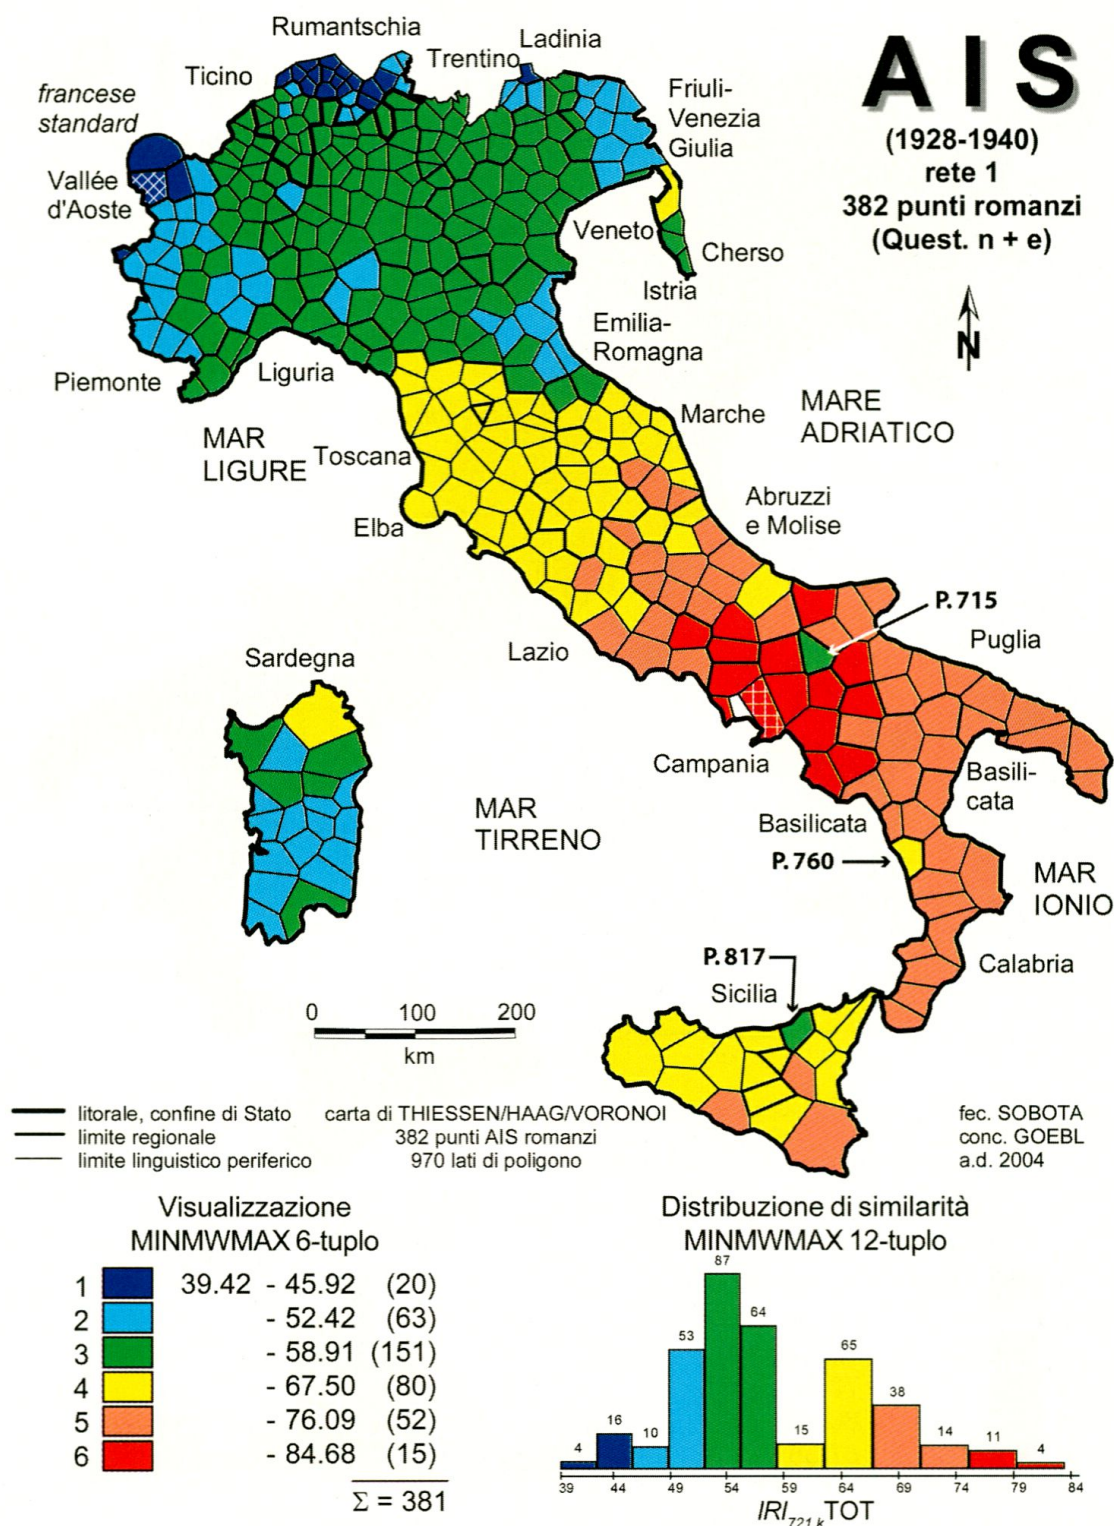 AIS
(1928-1940)
rete 1
382 punti romanzi
(Quest. n + e)
N
Rumantschia
Ladinia
Trentino
Ticino
francese
standard
Friuli-
Venezia
Giulia
Vallée
d'Aoste
Veneto
Cherso
Istria
Emilia-
Romagna
Piemonte
Liguria
Marche
MARE
ADRIATICO
MAR
LIGURE
Toscana
Elba
Abruzzi
e Molise
P.715
Puglia
Lazio
Sardegna
Campania
Basili-
cata
MAR
TIRRENO
Basilicata
P.760
MAR
IONIO
P.817
Sicilia
Calabria
0 100 200
km
litorale, confine di Stato
limite regionale
limite linguistico periferico
carta di THIESSEN/HAAG/VORONOI
382 punti AIS romanzi
970 lati di poligono
fec. SOBOTA
conc. GOEBL
a.d. 2004
Visualizzazione
MINMWMAX 6-tuplo
1 39.42 - 45.92 (20)
2 - 52.42 (63)
3 - 58.91 (151)
4 - 67.50 (80)
5 - 76.09 (52)
6 - 84.68 (15)
Σ = 381
Distribuzione di similarità
MINMWMAX 12-tuplo
4 16 10 53 87 64 15 65 38 14 11 4
39 44 49 54 59 64 69 74 79 84
IRI721,kTOT